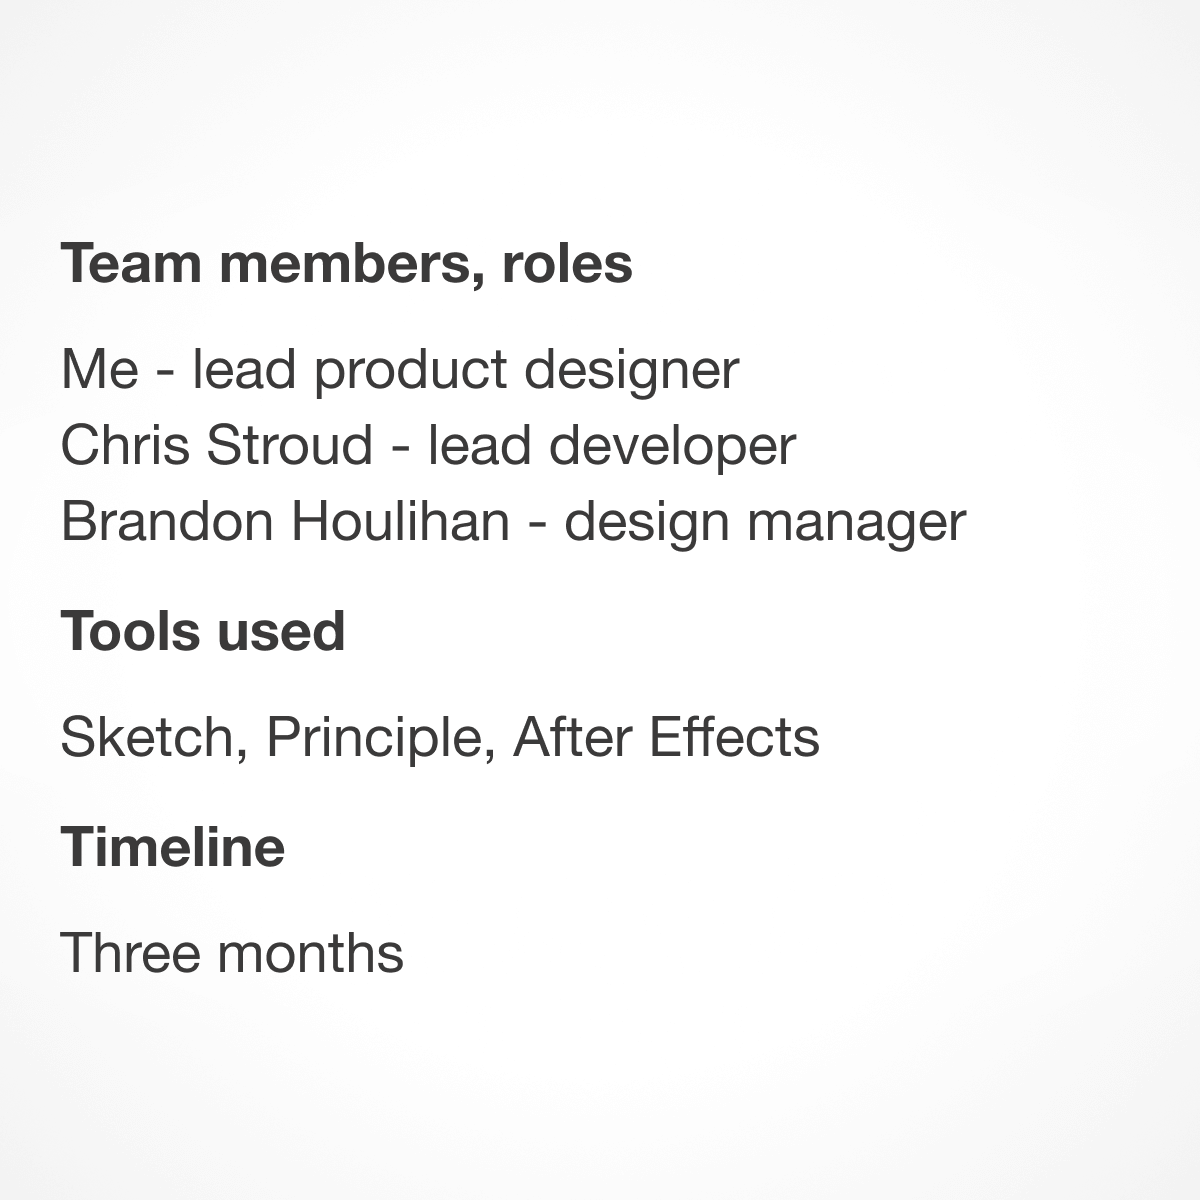 Team members, roles
Me - lead product designer
Chris Stroud - lead developer
Brandon Houlihan - design manager
Tools used
Sketch, Principle, After Effects
Timeline
Three months